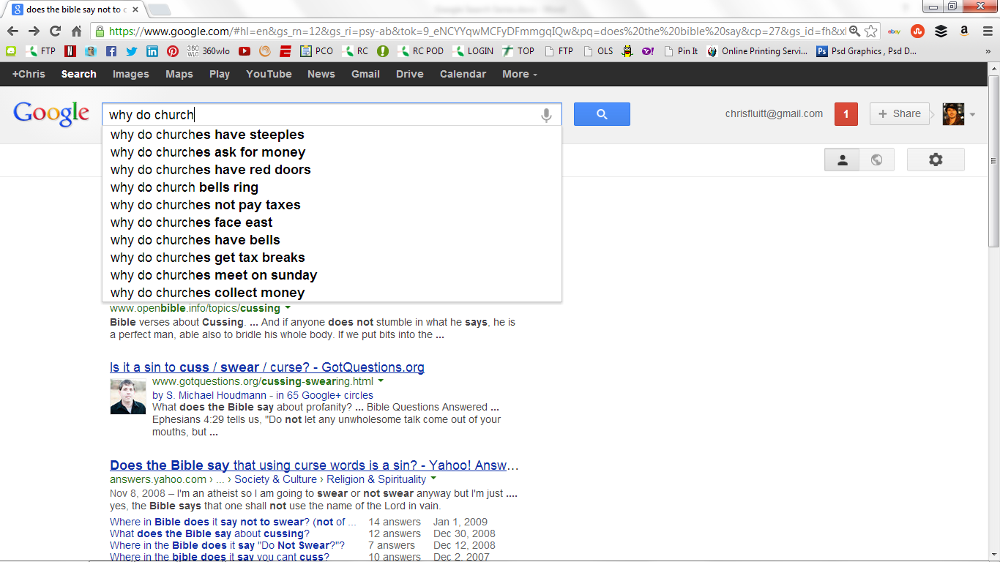 does the bible say not to c
https://www.google.com/#hl=en&gs_rn=12&gs_ri=psy-ab&tok=9_eNCYYqwMCFyDFmmgqIQw&pq=does%20the%20bible%20say&cp=27&gs_id=fh&xl
FTP 360wlo PCO RC RC POD LOGIN TOP FTP OLS Pin It Online Printing Servi... Psd Graphics , Psd D... »
+Chris Search Images Maps Play YouTube News Gmail Drive Calendar More
Google why do church chrisfluitt@gmail.com 1 + Share
why do churches have steeples
why do churches ask for money
why do churches have red doors
why do church bells ring
why do churches not pay taxes
why do churches face east
why do churches have bells
why do churches get tax breaks
why do churches meet on sunday
why do churches collect money
www.openbible.info/topics/cussing
Bible verses about Cussing. ... And if anyone does not stumble in what he says, he is
a perfect man, able also to bridle his whole body. If we put bits into the ...
Is it a sin to cuss / swear / curse? - GotQuestions.org
www.gotquestions.org/cussing-swearing.html
by S. Michael Houdmann - in 65 Google+ circles
What does the Bible say about profanity? ... Bible Questions Answered ...
Ephesians 4:29 tells us, "Do not let any unwholesome talk come out of your
mouths, but ...
Does the Bible say that using curse words is a sin? - Yahoo! Answ...
answers.yahoo.com › ... › Society & Culture › Religion & Spirituality
Nov 8, 2008 – I'm an atheist so I am going to swear or not swear anyway but I'm just ....
yes, the Bible says that one shall not use the name of the Lord in vain.
Where in Bible does it say not to swear? (not of ... 14 answers Jan 1, 2009
What does the Bible say about cussing? 12 answers Dec 30, 2008
Where in the Bible does it say "Do Not Swear?"? 7 answers Dec 12, 2008
Where in the bible does it say you cant cuss? 10 answers Dec 2, 2007